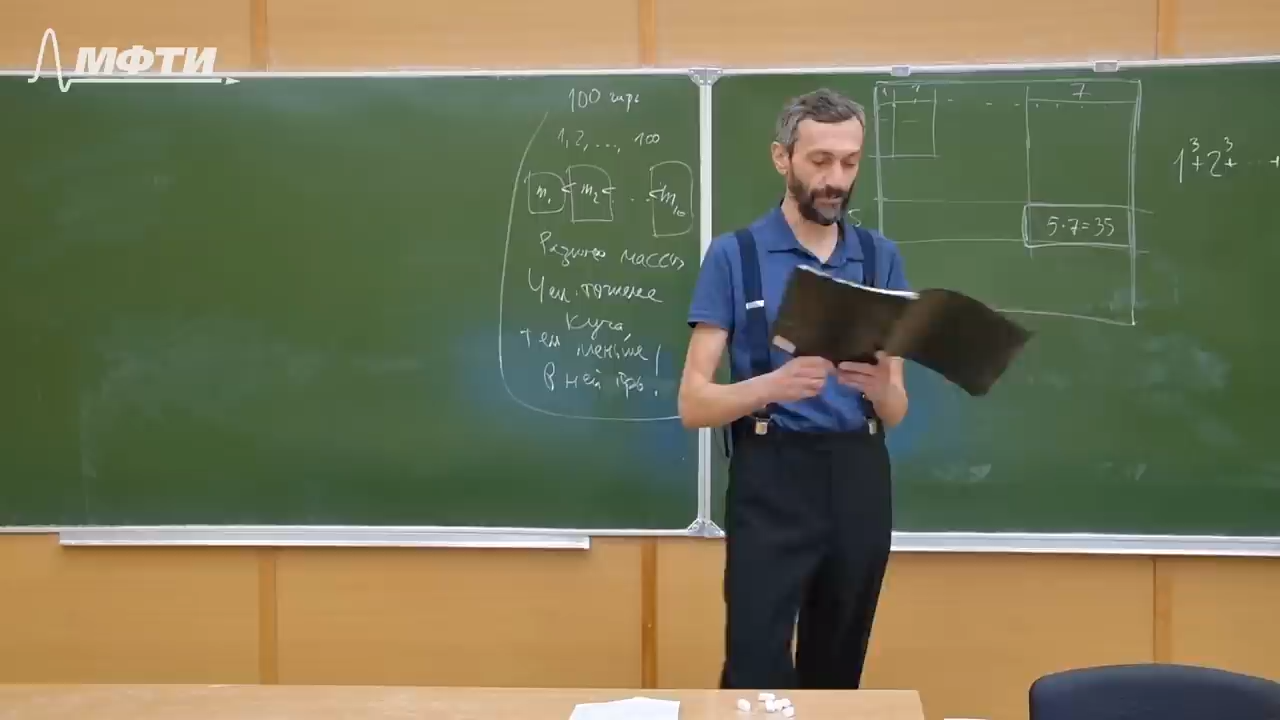 МФТИ
100 гирь
1, 2, ..., 100
m₁ < m₂ < ... < m₁₀
Разные массы
Чем тяжелее
куча,
тем меньше
в ней гирь!
7
5
5·7=35
1³+2³+ ... +